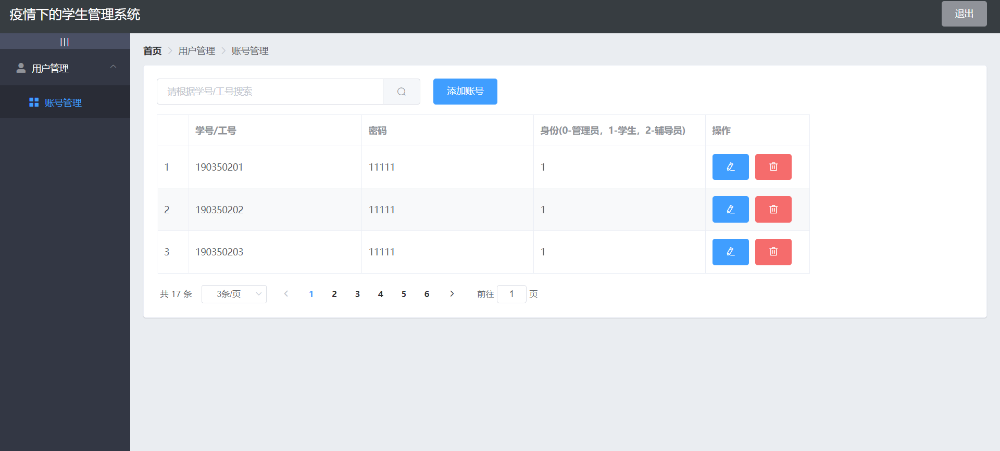 疫情下的学生管理系统
退出
|||
用户管理
账号管理
首页 > 用户管理 > 账号管理
请根据学号/工号搜索
添加账号
学号/工号 密码 身份(0-管理员，1-学生，2-辅导员) 操作
1 190350201 11111 1
2 190350202 11111 1
3 190350203 11111 1
共 17 条 3条/页 < 1 2 3 4 5 6 > 前往 1 页